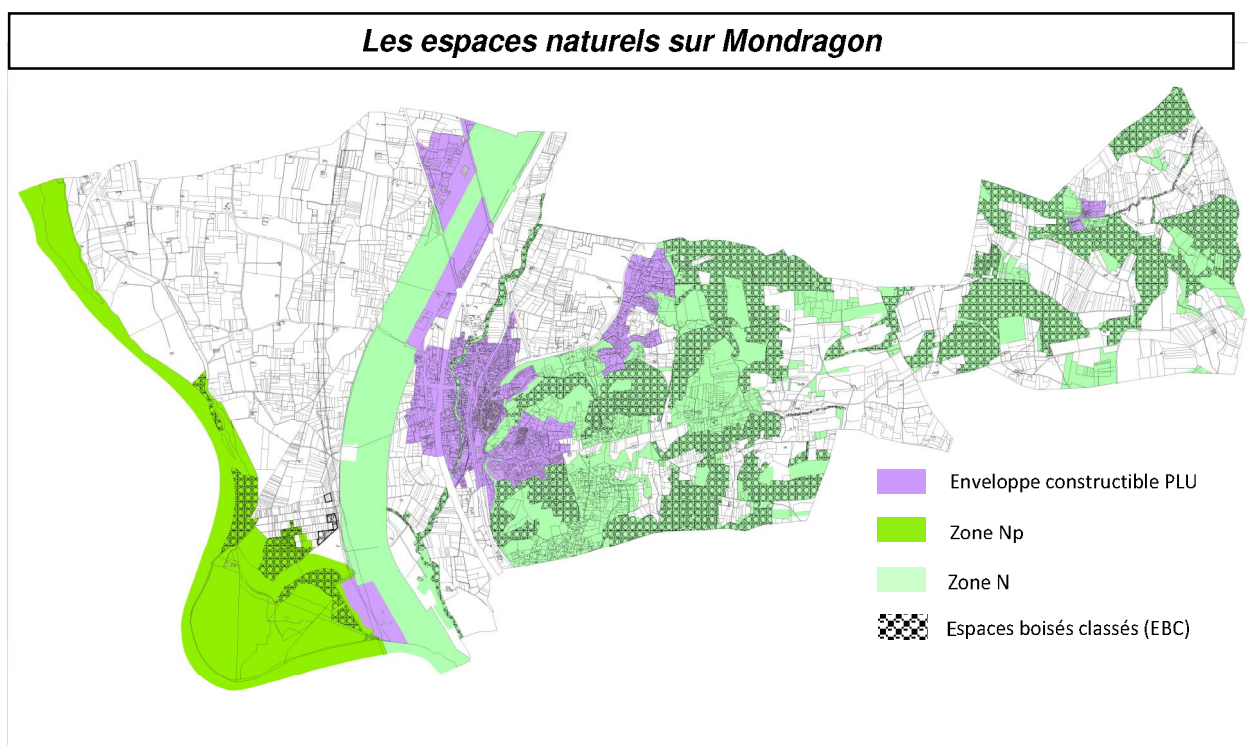 Les espaces naturels sur Mondragon
Enveloppe constructible PLU
Zone Np
Zone N
Espaces boisés classés (EBC)